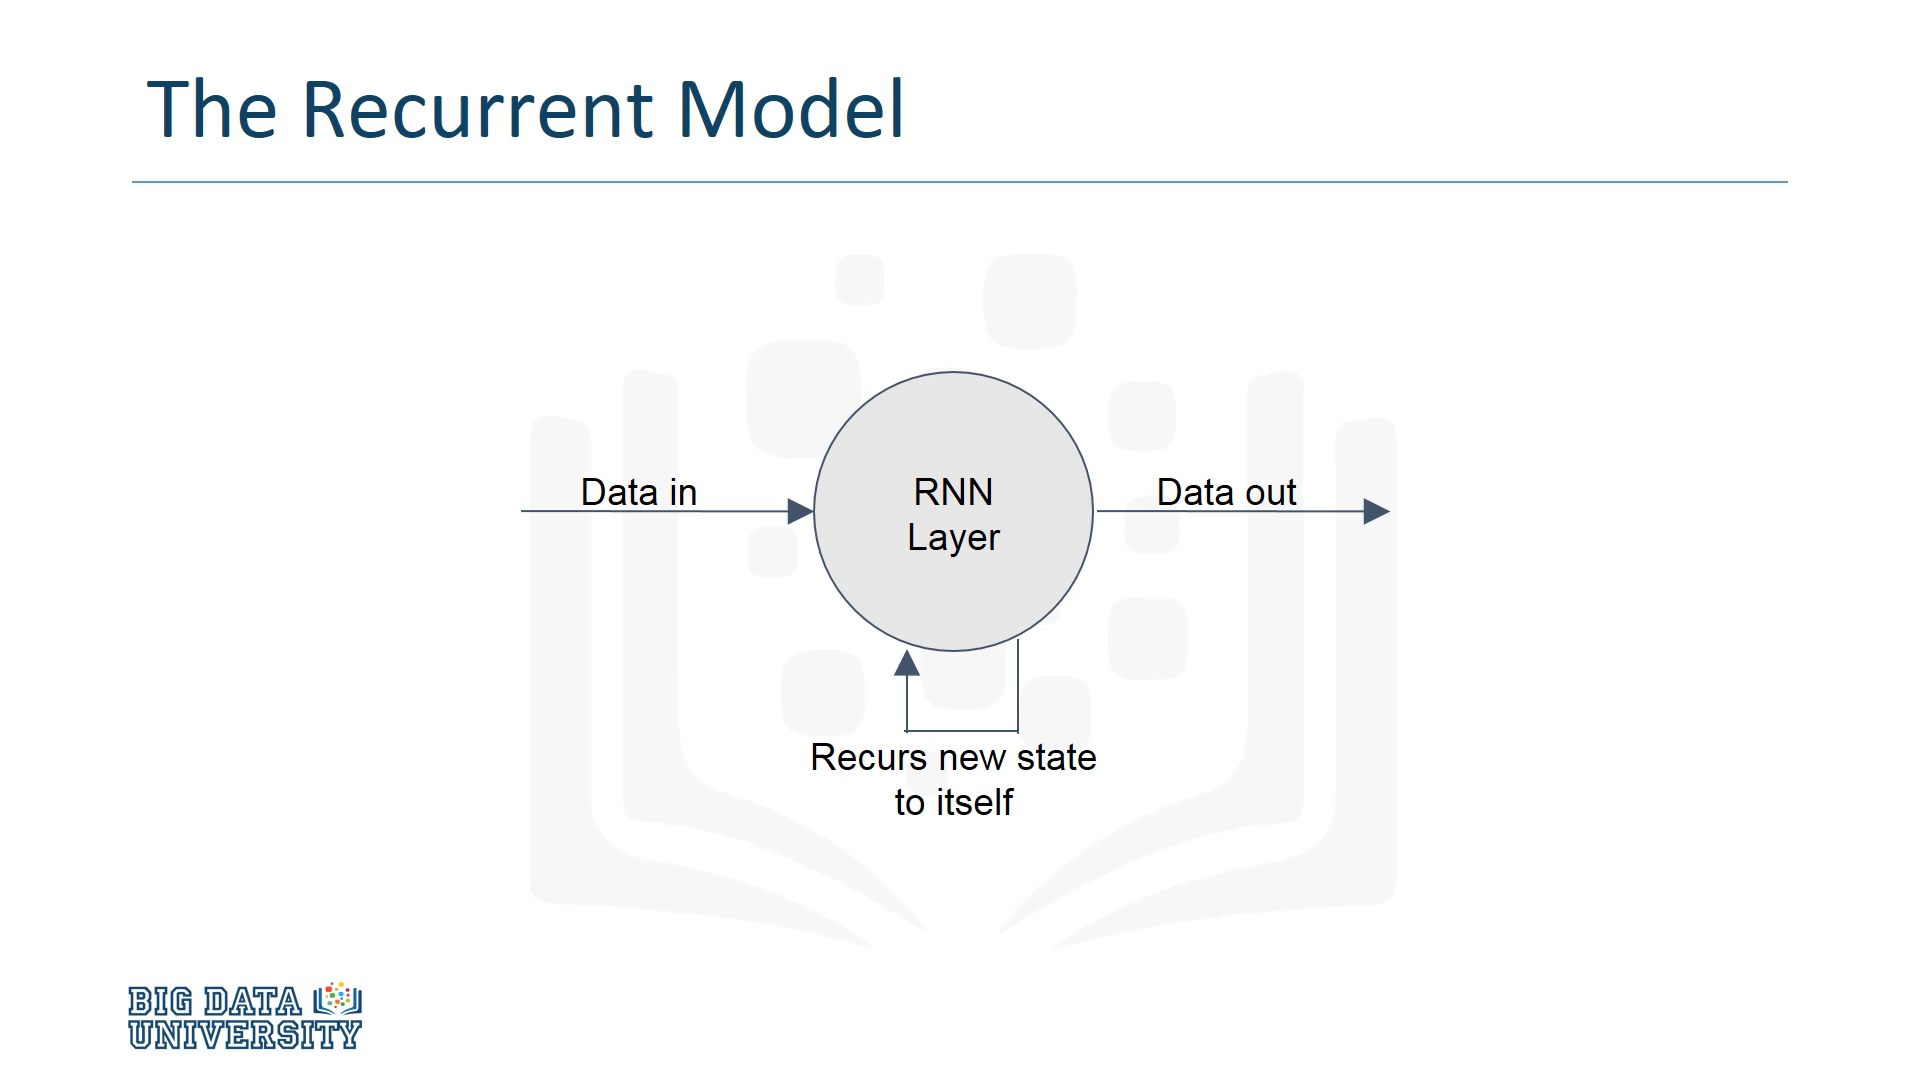 The Recurrent Model
Data in
RNN
Layer
Data out
Recurs new state
to itself
BIG DATA
UNIVERSITY